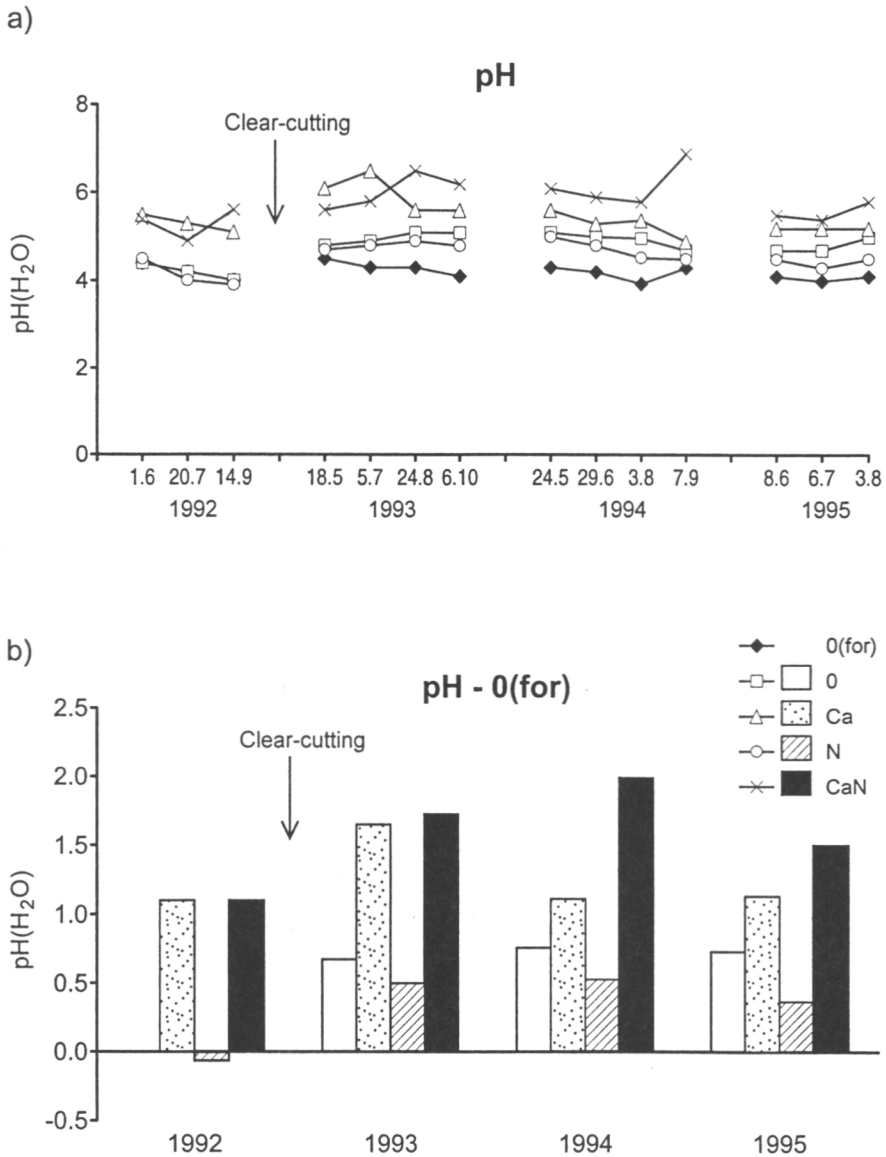 a)
pH
8
Clear-cutting
6
4
2
0
pH(H₂O)
1.6 20.7 14.9 18.5 5.7 24.8 6.10 24.5 29.6 3.8 7.9 8.6 6.7 3.8
1992 1993 1994 1995
b)
0(for)
pH - 0(for)
0
2.5
Ca
Clear-cutting
N
2.0
CaN
1.5
1.0
0.5
0.0
-0.5
pH(H₂O)
1992 1993 1994 1995